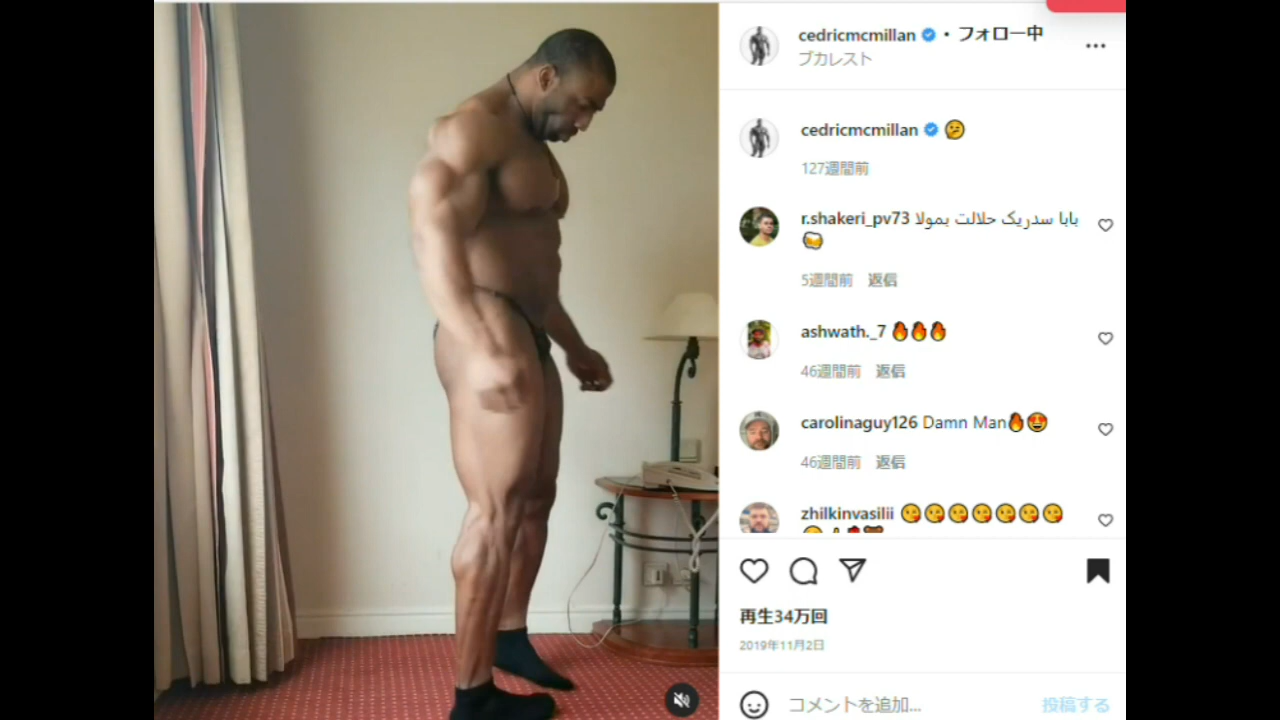 cedricmcmillan • フォロー中
ブカレスト
cedricmcmillan
127週間前
r.shakeri_pv73 بابا سدریک حلالت بمولا
5週間前 返信
ashwath._7 🔥🔥🔥
46週間前 返信
carolinaguy126 Damn Man🔥😍
46週間前 返信
zhilkinvasilii 😘😘😘😘😘😘😘
再生34万回
2019年11月2日
コメントを追加...
投稿する